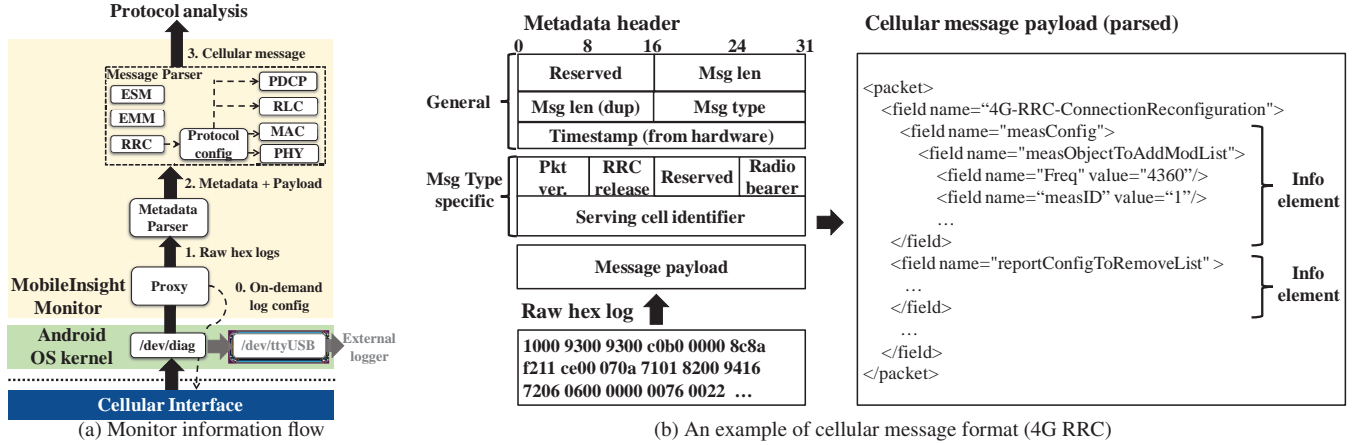 Protocol analysis
3. Cellular message
Message Parser
ESM
EMM
RRC
Protocol
config
PDCP
RLC
MAC
PHY
2. Metadata + Payload
Metadata
Parser
1. Raw hex logs
MobileInsight
Monitor
Proxy
0. On-demand
log config
Android
OS kernel
/dev/diag
/dev/ttyUSB
External
logger
Cellular Interface
(a) Monitor information flow
Metadata header
0 8 16 24 31
General
Reserved Msg len
Msg len (dup) Msg type
Timestamp (from hardware)
Msg Type
specific
Pkt
ver.
RRC
release
Reserved
Radio
bearer
Serving cell identifier
Message payload
Raw hex log
1000 9300 9300 c0b0 0000 8c8a
f211 ce00 070a 7101 8200 9416
7206 0600 0000 0076 0022 …
Cellular message payload (parsed)
<packet>
<field name=“4G-RRC-ConnectionReconfiguration">
<field name="measConfig">
<field name="measObjectToAddModList">
<field name="Freq" value="4360"/>
<field name=“measID” value=“1”/>
…
</field>
<field name="reportConfigToRemoveList" >
…
</field>
…
</field>
</packet>
Info
element
Info
element
(b) An example of cellular message format (4G RRC)